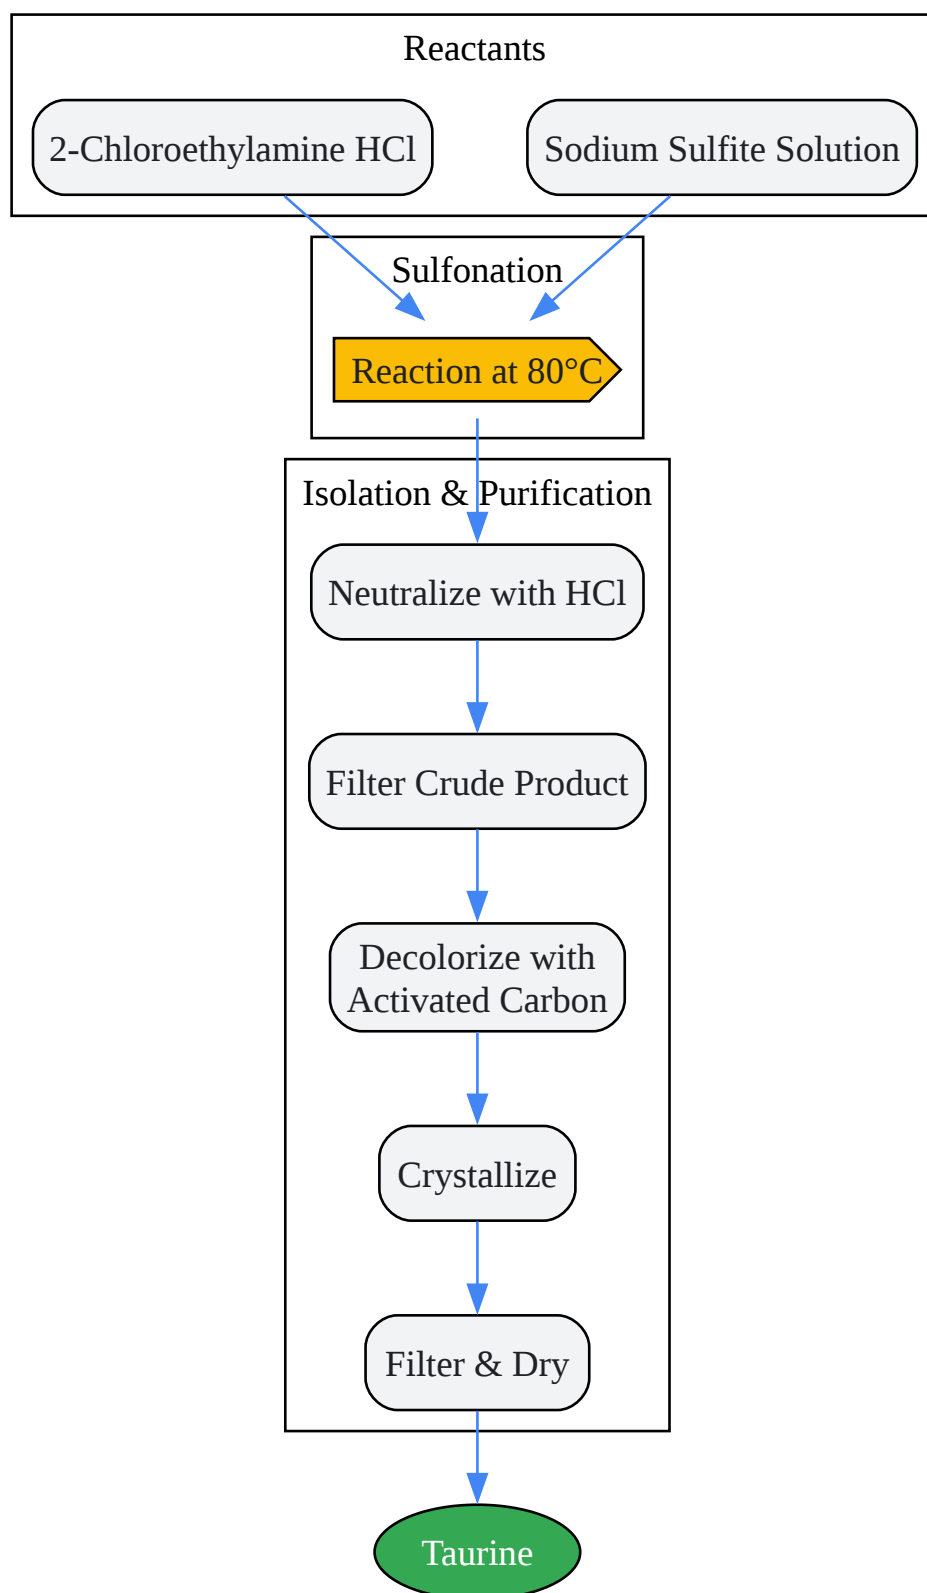 Reactants
2-Chloroethylamine HCl
Sodium Sulfite Solution
Sulfonation
Reaction at 80°C
Isolation & Purification
Neutralize with HCl
Filter Crude Product
Decolorize with
Activated Carbon
Crystallize
Filter & Dry
Taurine